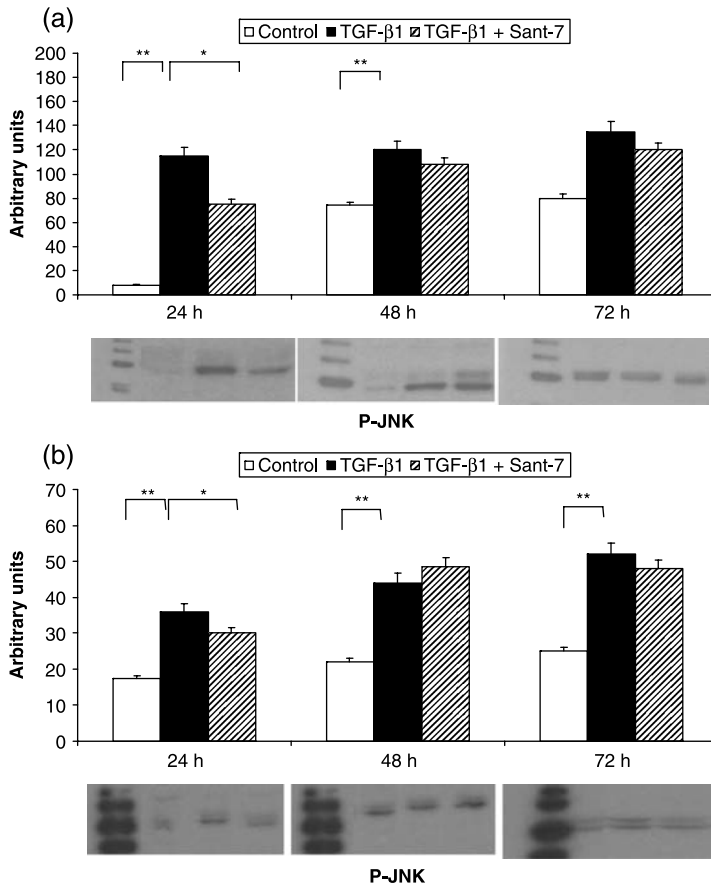 (a)
Control TGF-β1 TGF-β1 + Sant-7
Arbitrary units
200
180
160
140
120
100
80
60
40
20
0
** *
**
24 h 48 h 72 h
P-JNK
(b)
Control TGF-β1 TGF-β1 + Sant-7
Arbitrary units
70
60
50
40
30
20
10
0
** *
**
**
24 h 48 h 72 h
P-JNK